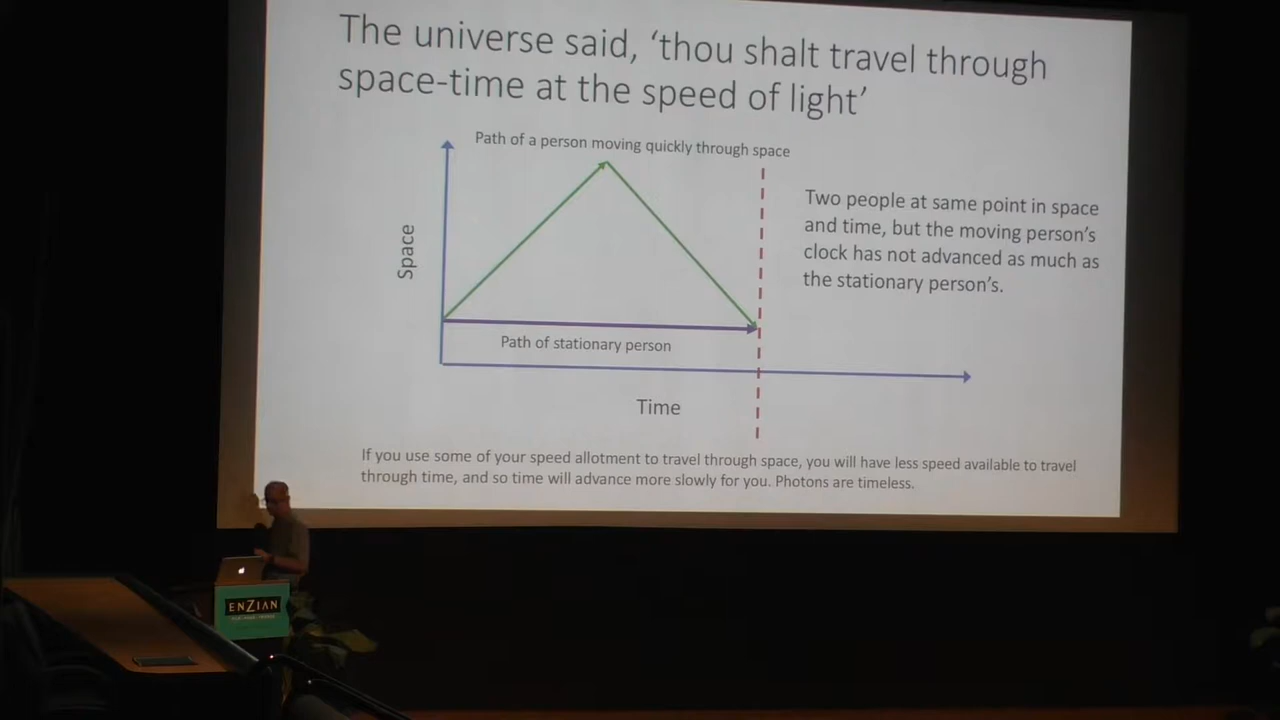 The universe said, ‘thou shalt travel through
space-time at the speed of light’
Path of a person moving quickly through space
Two people at same point in space
and time, but the moving person’s
clock has not advanced as much as
the stationary person’s.
Space
Path of stationary person
Time
If you use some of your speed allotment to travel through space, you will have less speed available to travel
through time, and so time will advance more slowly for you. Photons are timeless.
ENZIAN